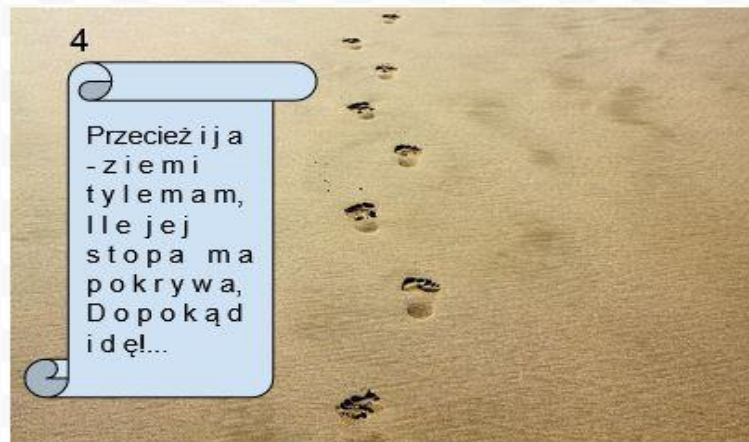 4
Przecież i ja
-ziemi
tyle mam,
Ile jej
stopa ma
pokrywa,
Dopokąd
idę!...